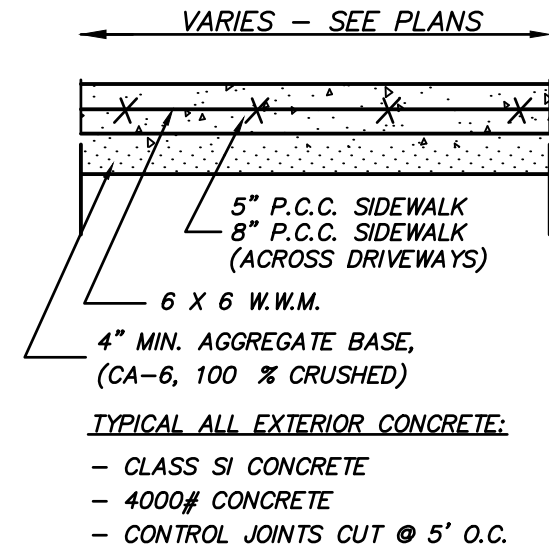 VARIES - SEE PLANS
5" P.C.C. SIDEWALK
8" P.C.C. SIDEWALK
(ACROSS DRIVEWAYS)
6 X 6 W.W.M.
4" MIN. AGGREGATE BASE,
(CA-6, 100 % CRUSHED)
TYPICAL ALL EXTERIOR CONCRETE:
- CLASS SI CONCRETE
- 4000# CONCRETE
- CONTROL JOINTS CUT @ 5' O.C.